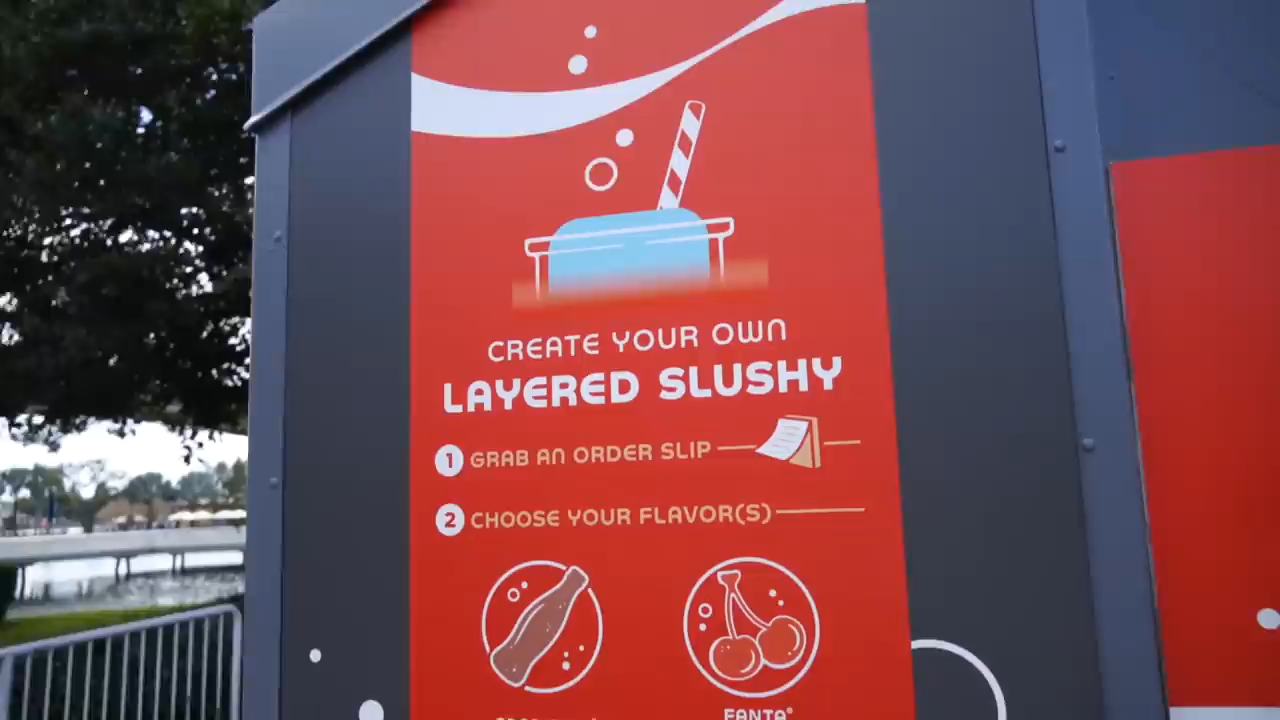 CREATE YOUR OWN
LAYERED SLUSHY
1 GRAB AN ORDER SLIP
2 CHOOSE YOUR FLAVOR(S)
FANTA®